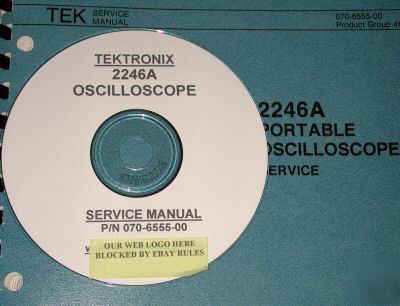 TEK SERVICE
MANUAL
070-6555-00
Product Group
TEKTRONIX
2246A
OSCILLOSCOPE
SERVICE MANUAL
P/N 070-6555-00
OUR WEB LOGO HERE
BLOCKED BY EBAY RULES
2246A
PORTABLE
OSCILLOSCOPE
SERVICE